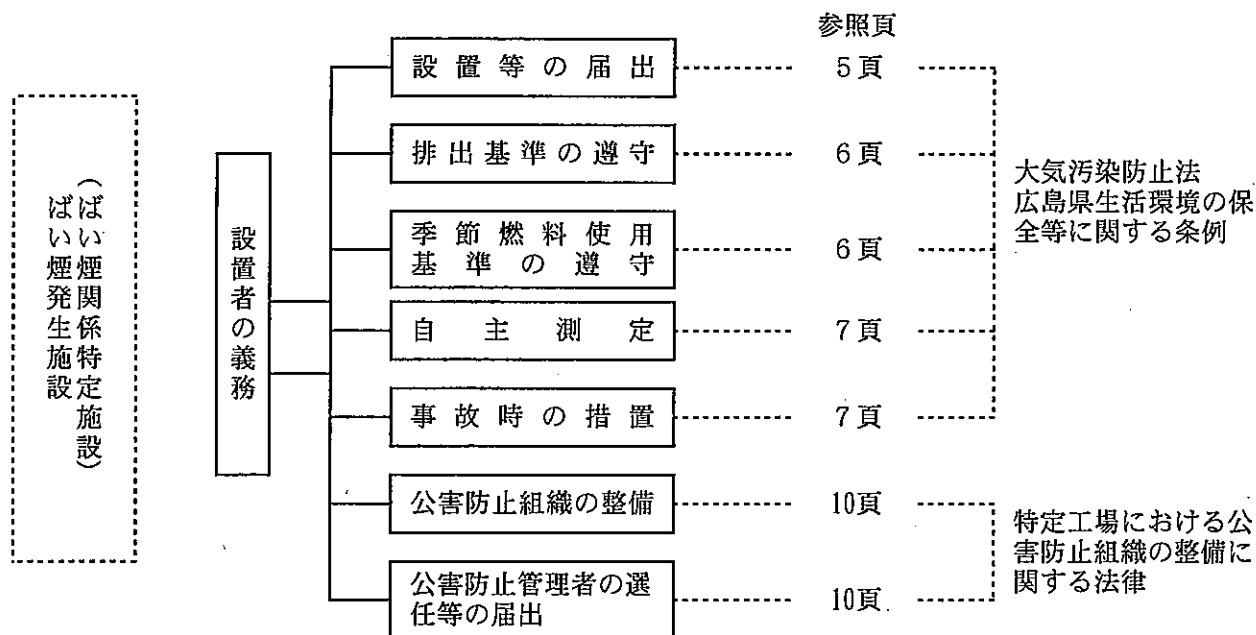 ばい煙発生施設
(ばい煙関係特定施設)
設置者の義務
参照頁
設置等の届出
5頁
排出基準の遵守
6頁
季節燃料使用
基準の遵守
6頁
自主測定
7頁
事故時の措置
7頁
大気汚染防止法
広島県生活環境の保
全等に関する条例
公害防止組織の整備
10頁
公害防止管理者の選
任等の届出
10頁
特定工場における公
害防止組織の整備に
関する法律